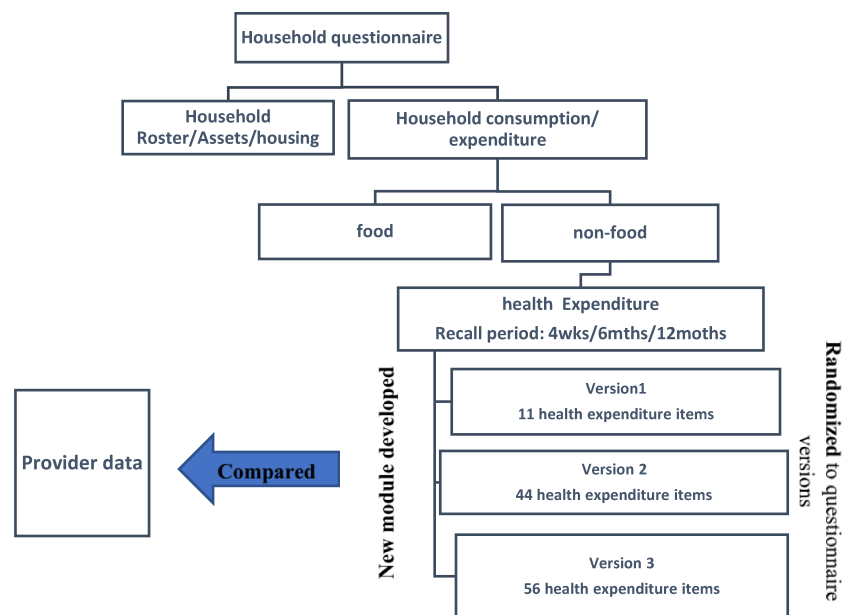 Household questionnaire
Household
Roster/Assets/housing
Household consumption/
expenditure
food
non-food
health Expenditure
Recall period: 4wks/6mths/12moths
New module developed
Version1
11 health expenditure items
Version 2
44 health expenditure items
Version 3
56 health expenditure items
Randomized to questionnaire
versions
Provider data
Compared